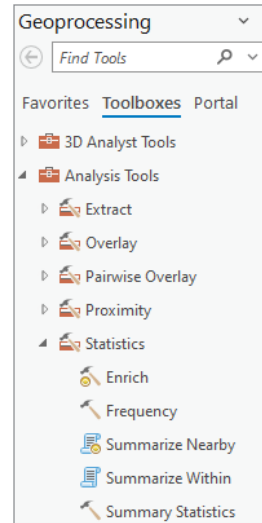 Geoprocessing
Find Tools
Favorites Toolboxes Portal
3D Analyst Tools
Analysis Tools
Extract
Overlay
Pairwise Overlay
Proximity
Statistics
Enrich
Frequency
Summarize Nearby
Summarize Within
Summary Statistics